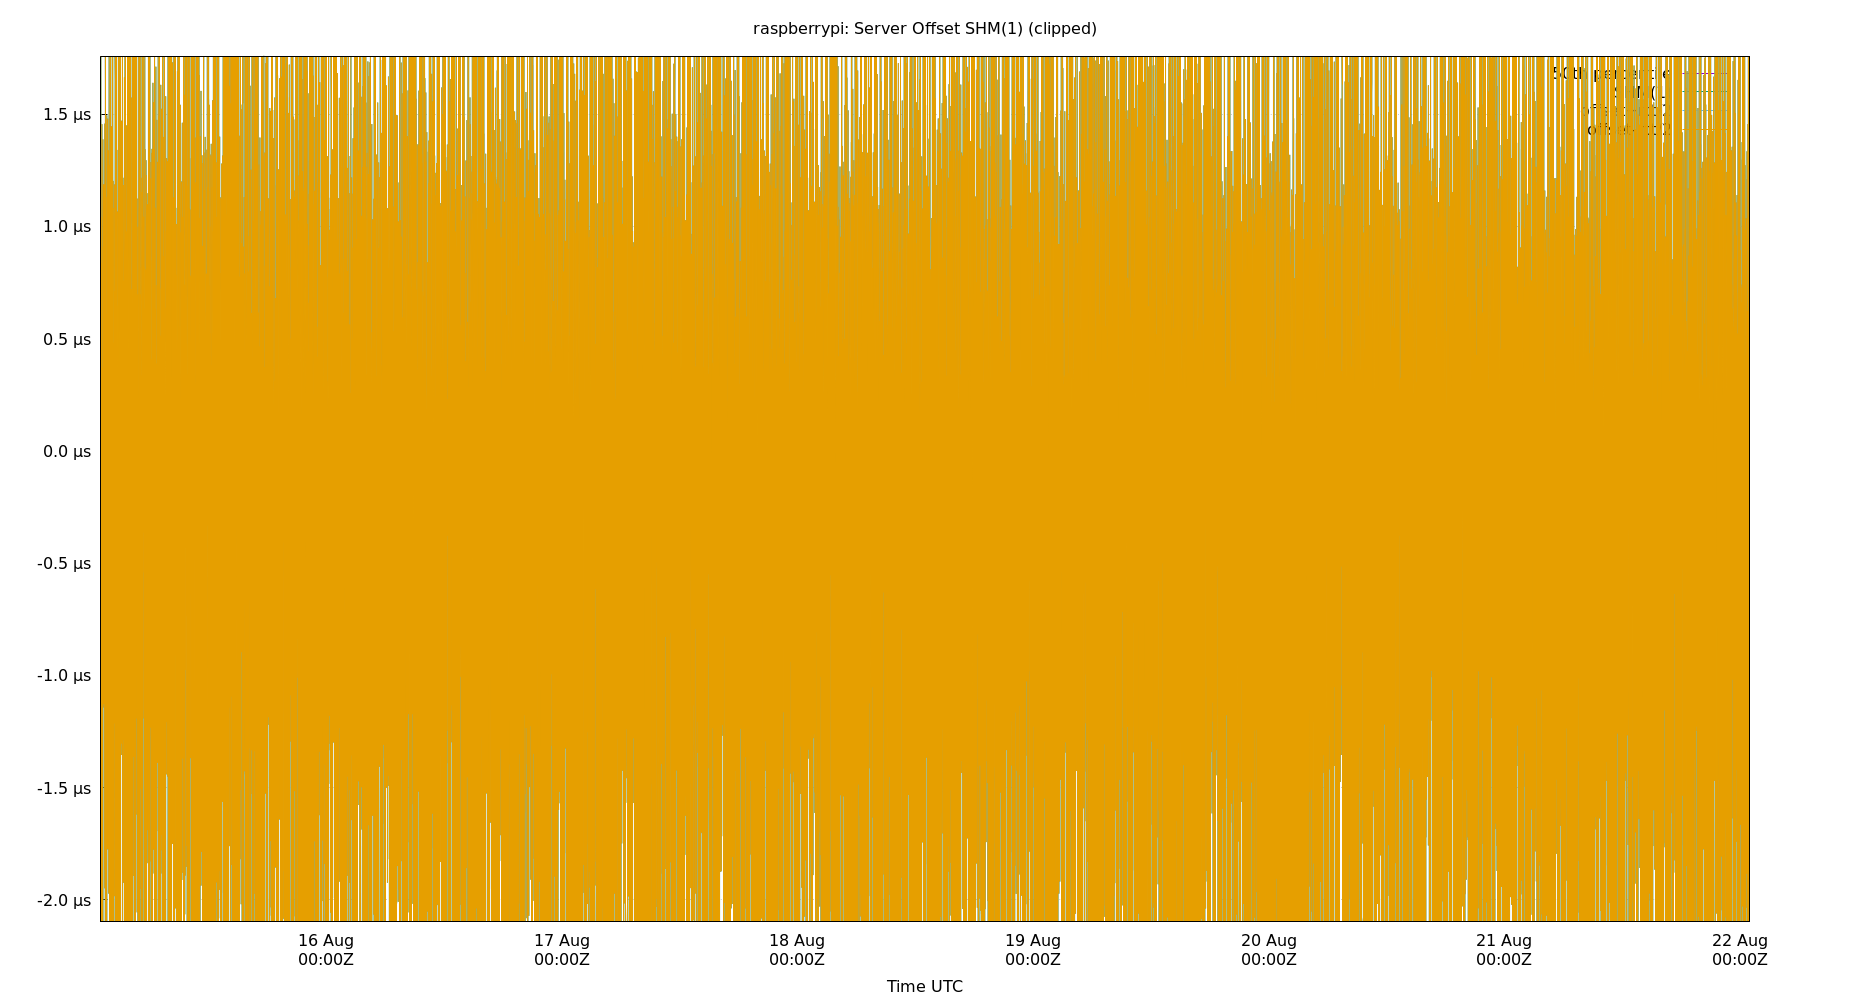 raspberrypi: Server Offset SHM(1) (clipped)
1.5 µs
1.0 µs
0.5 µs
0.0 µs
-0.5 µs
-1.0 µs
-1.5 µs
-2.0 µs
16 Aug
00:00Z
17 Aug
00:00Z
18 Aug
00:00Z
19 Aug
00:00Z
20 Aug
00:00Z
21 Aug
00:00Z
22 Aug
00:00Z
Time UTC
50th percentile